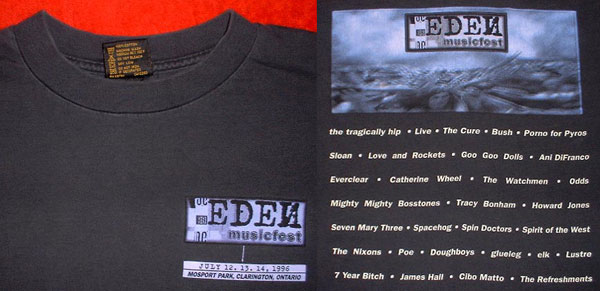 EDEN
musicfest
JULY 12, 13, 14, 1996
MOSPORT PARK, CLARINGTON, ONTARIO
EDEN
musicfest
the tragically hip • Live • The Cure • Bush • Porno for Pyros
Sloan • Love and Rockets • Goo Goo Dolls • Ani DiFranco
Everclear • Catherine Wheel • The Watchmen • Odds
Mighty Mighty Bosstones • Tracy Bonham • Howard Jones
Seven Mary Three • Spacehog • Spin Doctors • Spirit of the West
The Nixons • Poe • Doughboys • glueleg • elk • Lustre
7 Year Bitch • James Hall • Cibo Matto • The Refreshments